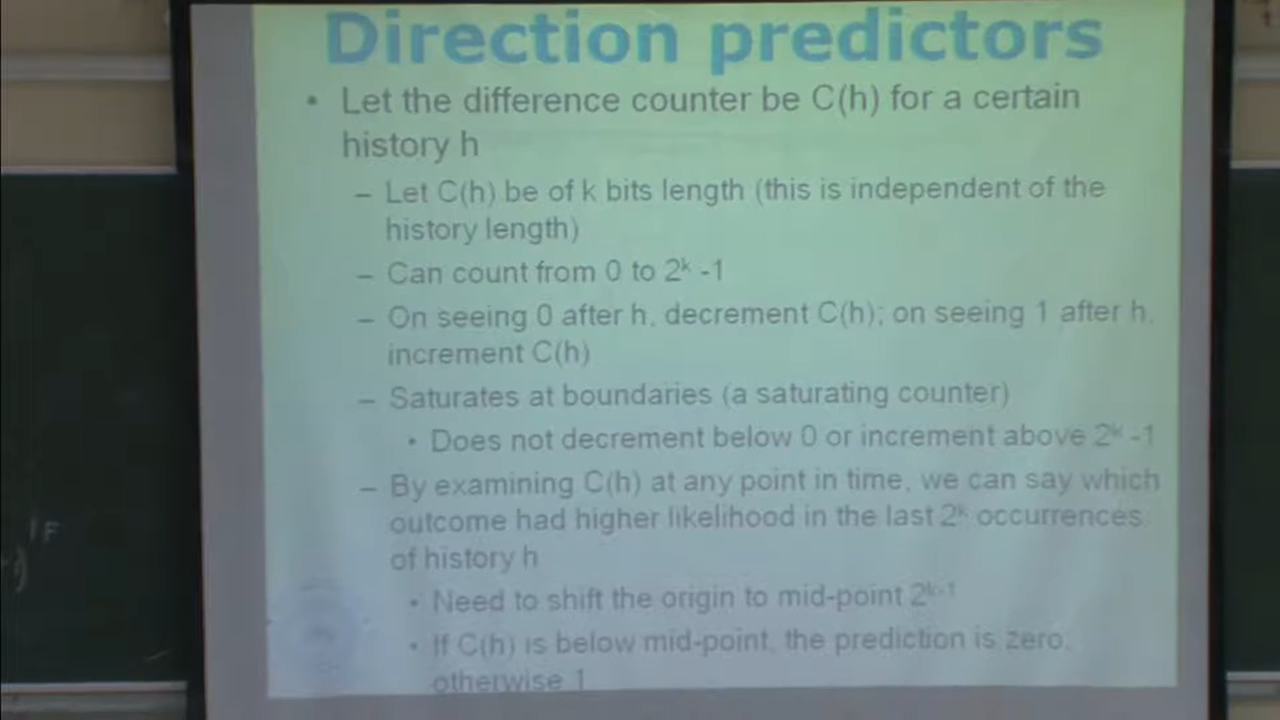 Direction predictors
• Let the difference counter be C(h) for a certain
history h
– Let C(h) be of k bits length (this is independent of the
history length)
– Can count from 0 to 2ᵏ -1
– On seeing 0 after h, decrement C(h); on seeing 1 after h,
increment C(h)
– Saturates at boundaries (a saturating counter)
• Does not decrement below 0 or increment above 2ᵏ -1
– By examining C(h) at any point in time, we can say which
outcome had higher likelihood in the last 2ᵏ occurrences
of history h
• Need to shift the origin to mid-point 2ᵏ⁻¹
• If C(h) is below mid-point, the prediction is zero,
otherwise 1